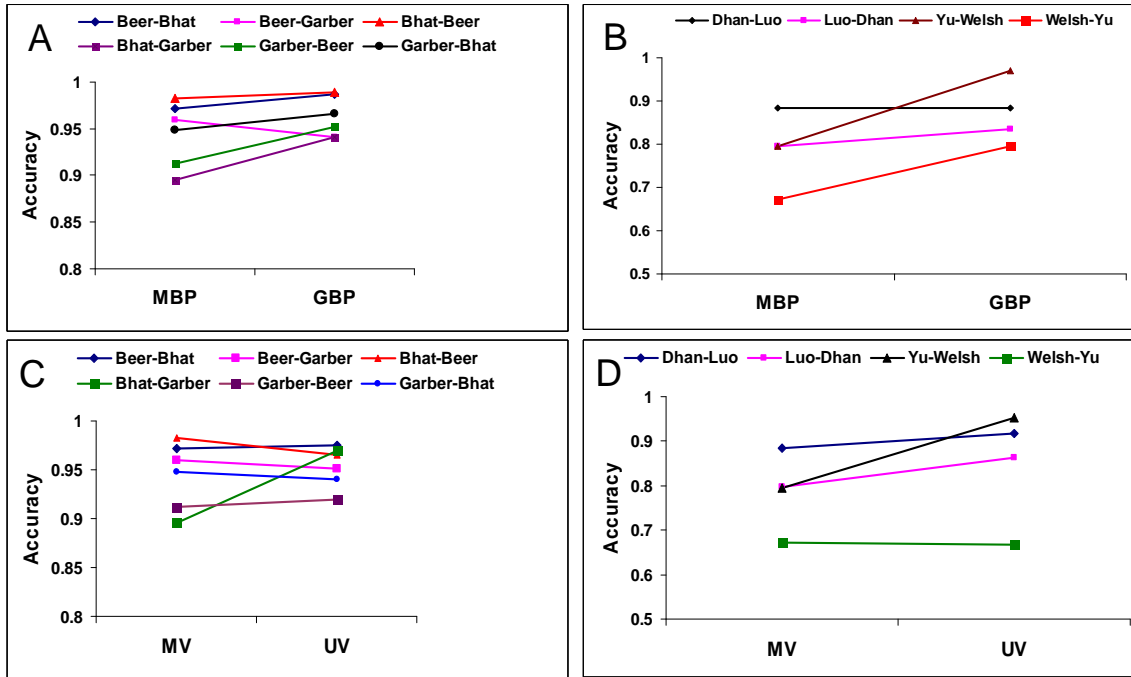 A
Beer-Bhat Beer-Garber Bhat-Beer
Bhat-Garber Garber-Beer Garber-Bhat
Accuracy
1
0.95
0.9
0.85
0.8
MBP GBP
B
Dhan-Luo Luo-Dhan Yu-Welsh Welsh-Yu
Accuracy
1
0.9
0.8
0.7
0.6
0.5
MBP GBP
C
Beer-Bhat Beer-Garber Bhat-Beer
Bhat-Garber Garber-Beer Garber-Bhat
Accuracy
1
0.95
0.9
0.85
0.8
MV UV
D
Dhan-Luo Luo-Dhan Yu-Welsh Welsh-Yu
Accuracy
1
0.9
0.8
0.7
0.6
0.5
MV UV